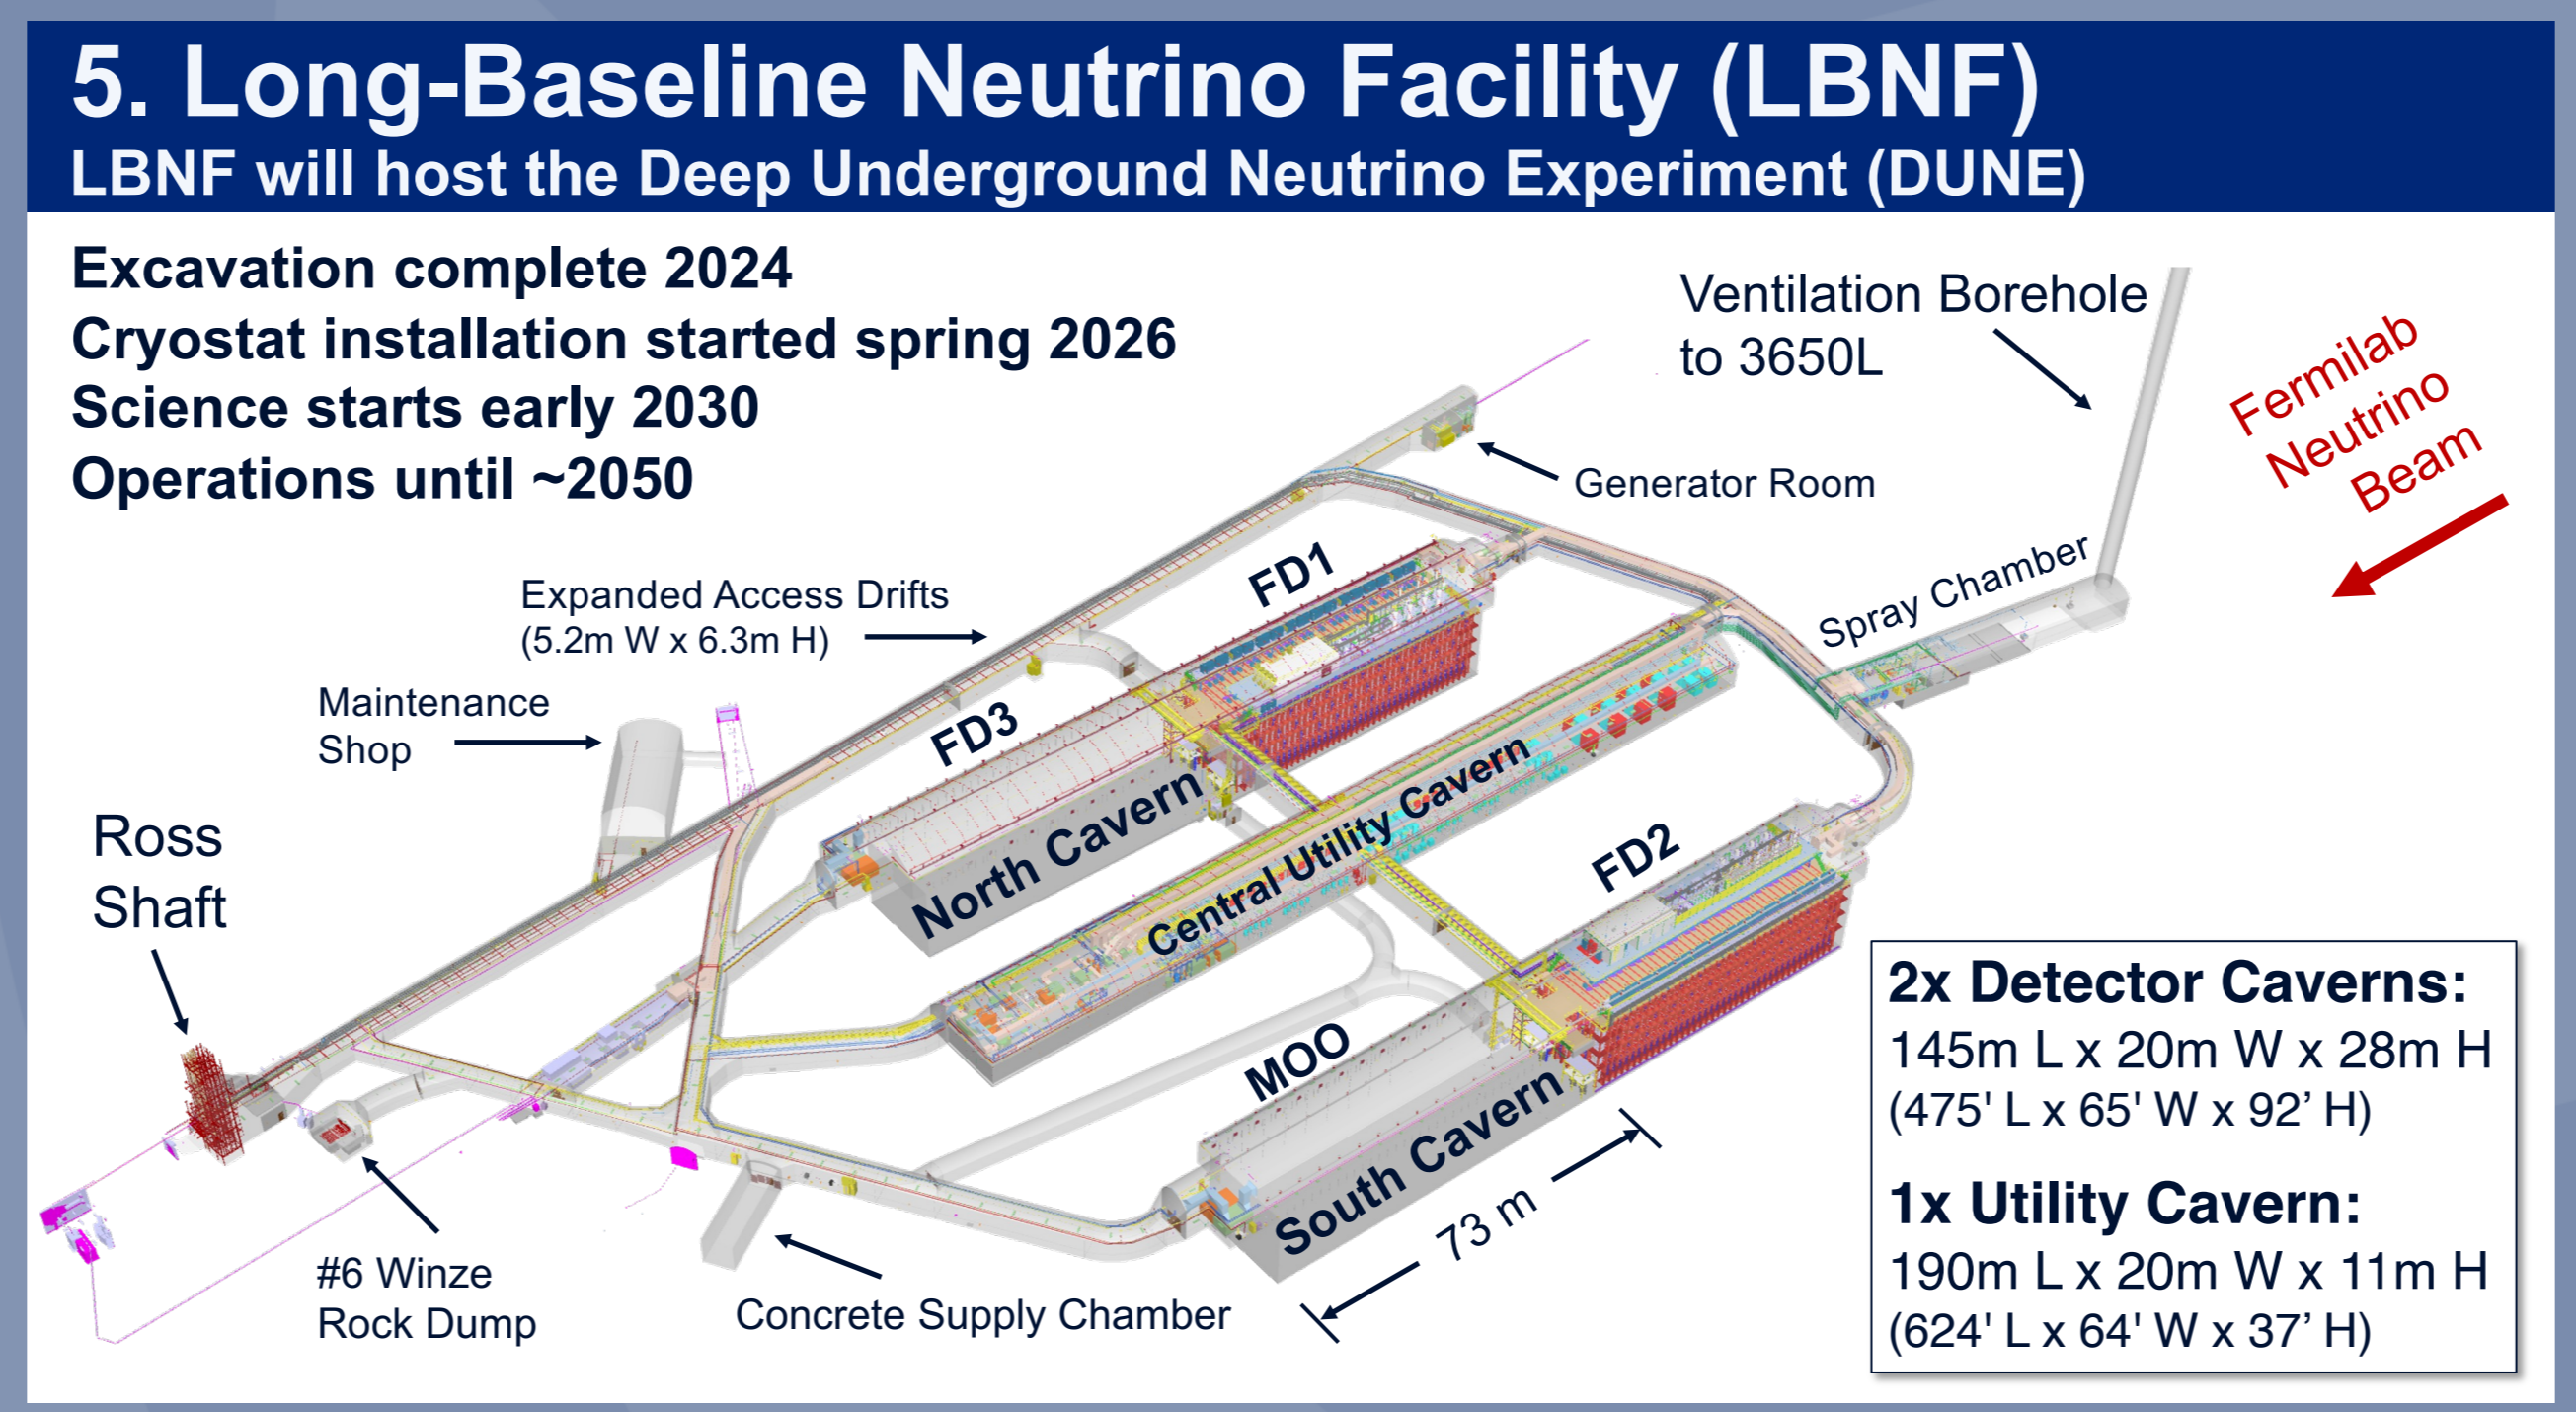 5. Long-Baseline Neutrino Facility (LBNF)
LBNF will host the Deep Underground Neutrino Experiment (DUNE)
Excavation complete 2024
Cryostat installation started spring 2026
Science starts early 2030
Operations until ~2050
Ventilation Borehole
to 3650L
Fermilab
Neutrino
Beam
Generator Room
Spray Chamber
Expanded Access Drifts
(5.2m W x 6.3m H)
Maintenance
Shop
Ross
Shaft
FD1
FD3
North Cavern
Central Utility Cavern
FD2
MOO
South Cavern
73 m
#6 Winze
Rock Dump
Concrete Supply Chamber
2x Detector Caverns:
145m L x 20m W x 28m H
(475' L x 65' W x 92’ H)
1x Utility Cavern:
190m L x 20m W x 11m H
(624' L x 64' W x 37’ H)